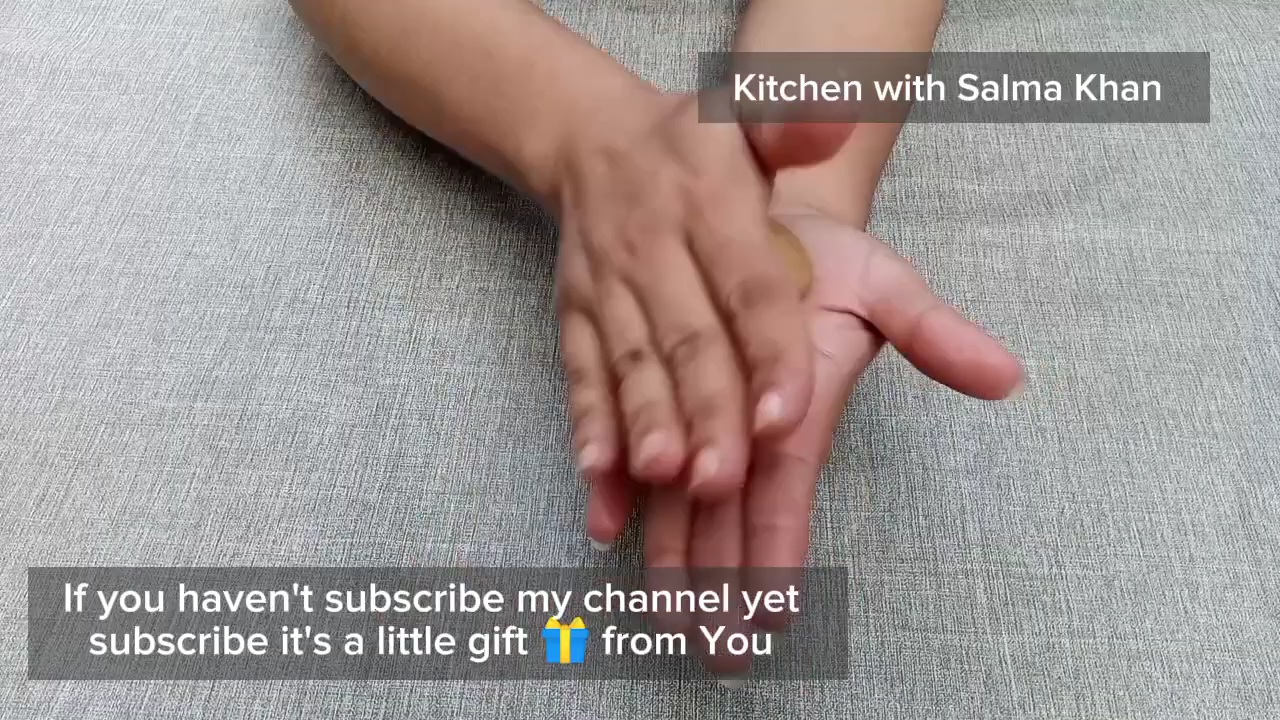 Kitchen with Salma Khan
If you haven't subscribe my channel yet
subscribe it's a little gift 🎁 from You